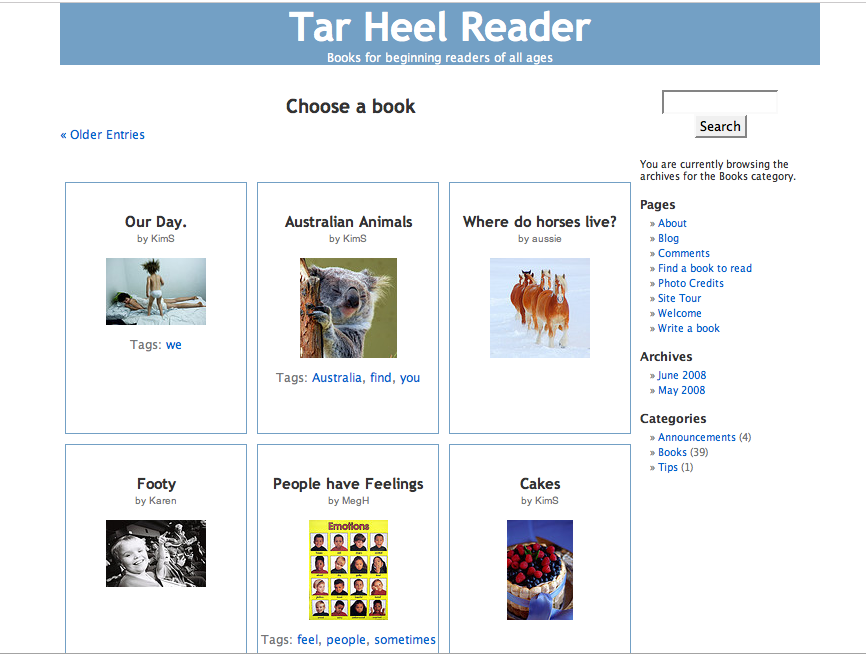 Tar Heel Reader
Books for beginning readers of all ages
Choose a book
« Older Entries
Our Day.
by KimS
Tags: we
Australian Animals
by KimS
Tags: Australia, find, you
Where do horses live?
by aussie
Footy
by Karen
People have Feelings
by MegH
Emotions
Tags: feel, people, sometimes
Cakes
by KimS
Search
You are currently browsing the
archives for the Books category.
Pages
» About
» Blog
» Comments
» Find a book to read
» Photo Credits
» Site Tour
» Welcome
» Write a book
Archives
» June 2008
» May 2008
Categories
» Announcements (4)
» Books (39)
» Tips (1)